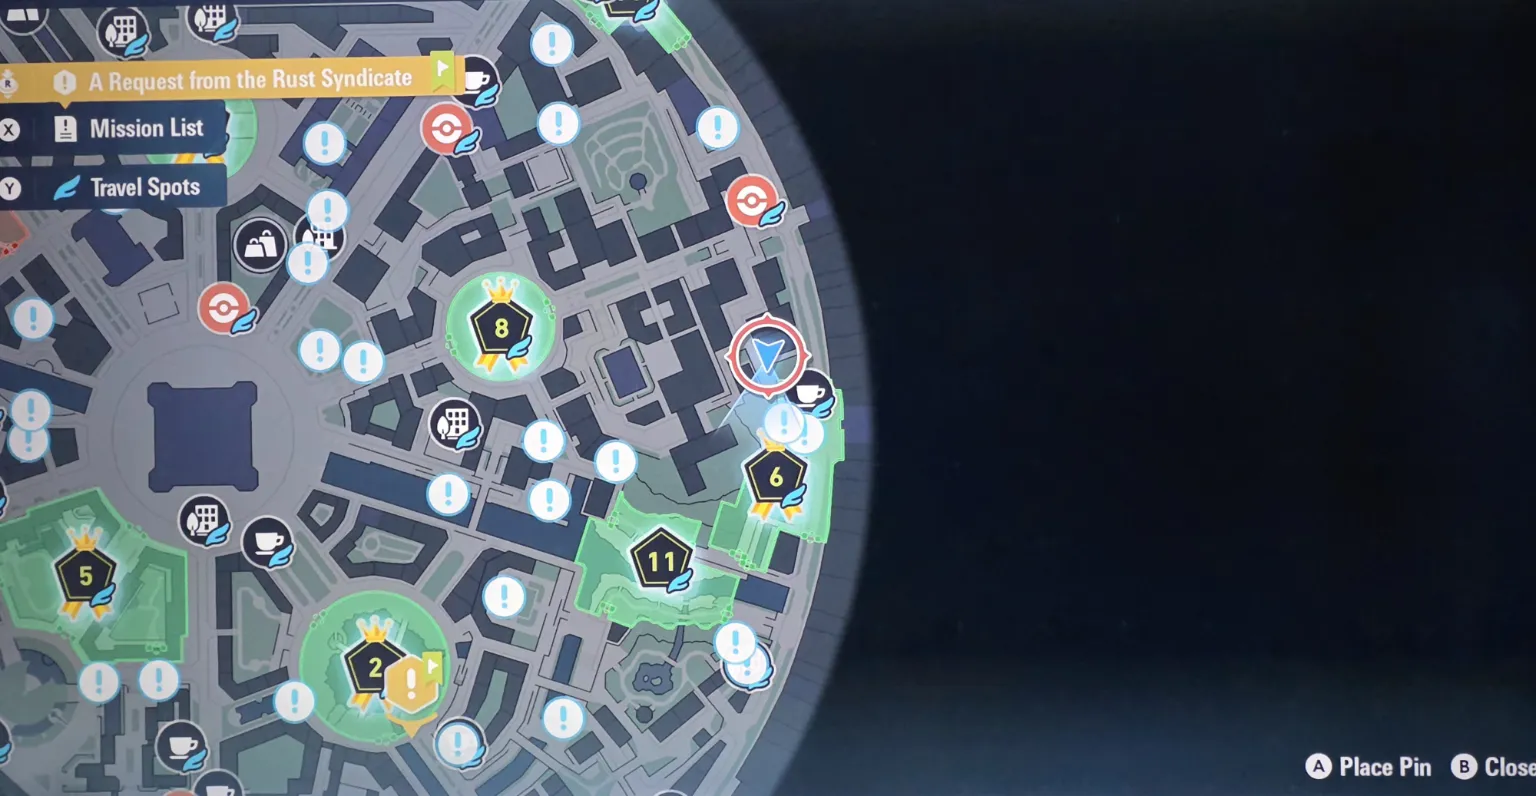 R
A Request from the Rust Syndicate
X
Mission List
Y
Travel Spots
8
6
11
5
2
A Place Pin B Close